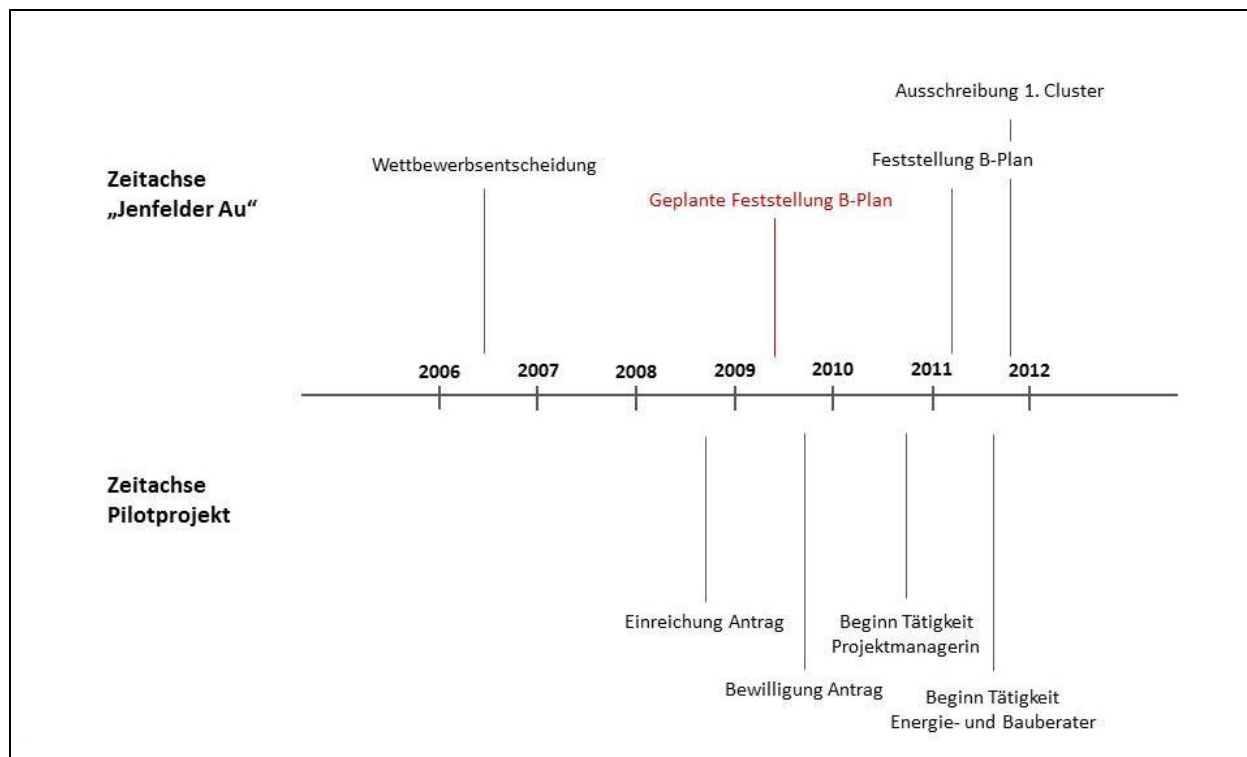 Ausschreibung 1. Cluster
Wettbewerbsentscheidung
Feststellung B-Plan
Zeitachse
„Jenfelder Au“
Geplante Feststellung B-Plan
2006 2007 2008 2009 2010 2011 2012
Zeitachse
Pilotprojekt
Einreichung Antrag
Beginn Tätigkeit
Projektmanagerin
Bewilligung Antrag
Beginn Tätigkeit
Energie- und Bauberater